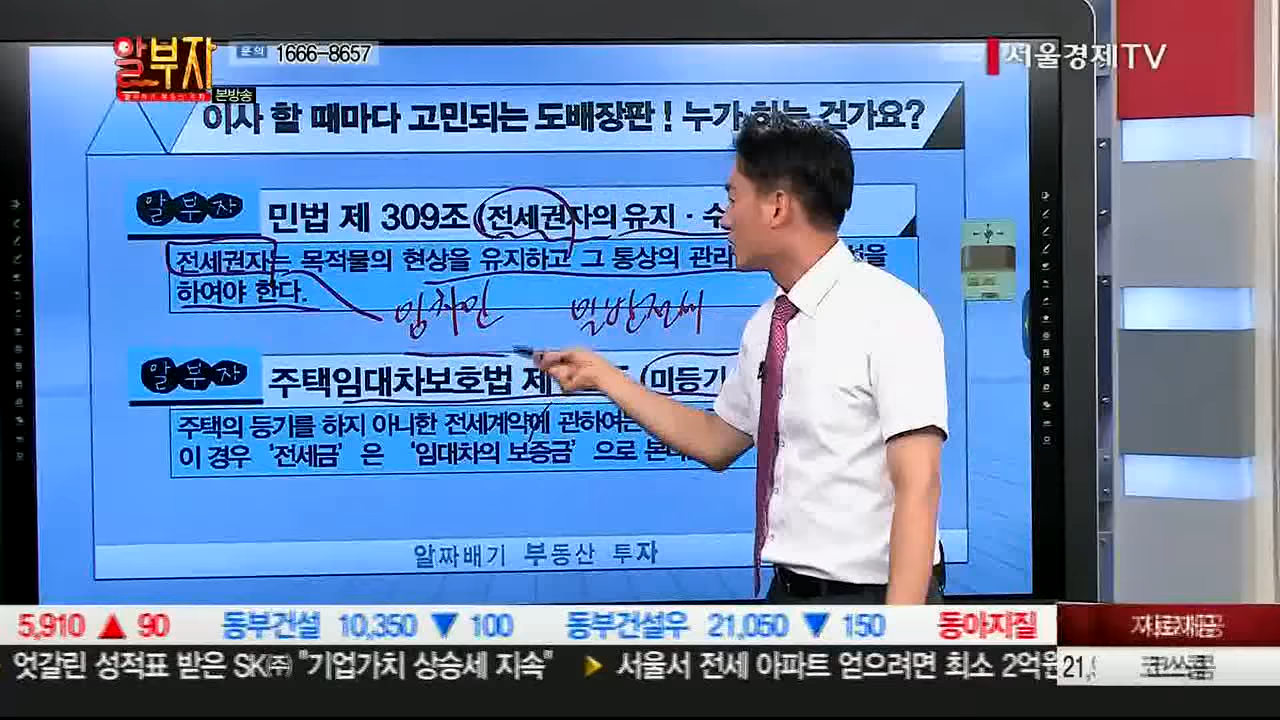 알부자
본방송
문의 1666-8657
서울경제TV
이사 할 때마다 고민되는 도배장판! 누가 하는 건가요?
알부자
민법 제 309조 (전세권자의 유지·수
전세권자는 목적물의 현상을 유지하고 그 통상의 관리
하여야 한다.
임차인 일반전세
알부자
주택임대차보호법 제 (미등기
주택의 등기를 하지 아니한 전세계약에 관하여는
이 경우 '전세금' 은 '임대차의 보증금' 으로 본다
알짜배기 부동산 투자
5,910 ▲ 90 동부건설 10,350 ▼ 100 동부건설우 21,050 ▼ 150 동아지질
엇갈린 성적표 받은 SK㈜ "기업가치 상승세 지속" ▶ 서울서 전세 아파트 얻으려면 최소 2억원